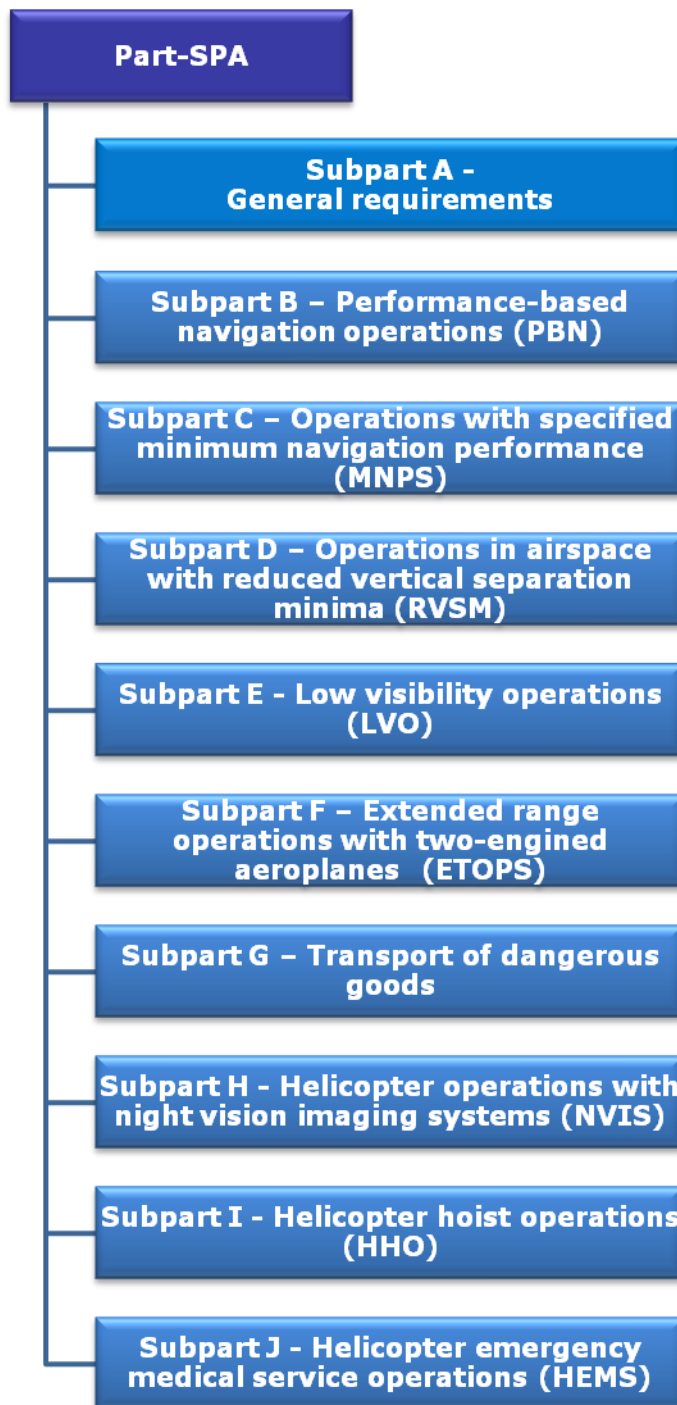 Part-SPA
Subpart A -
General requirements
Subpart B – Performance-based
navigation operations (PBN)
Subpart C – Operations with specified
minimum navigation performance
(MNPS)
Subpart D – Operations in airspace
with reduced vertical separation
minima (RVSM)
Subpart E - Low visibility operations
(LVO)
Subpart F – Extended range
operations with two-engined
aeroplanes  (ETOPS)
Subpart G – Transport of dangerous
goods
Subpart H - Helicopter operations with
night vision imaging systems (NVIS)
Subpart I - Helicopter hoist operations
(HHO)
Subpart J - Helicopter emergency
medical service operations (HEMS)